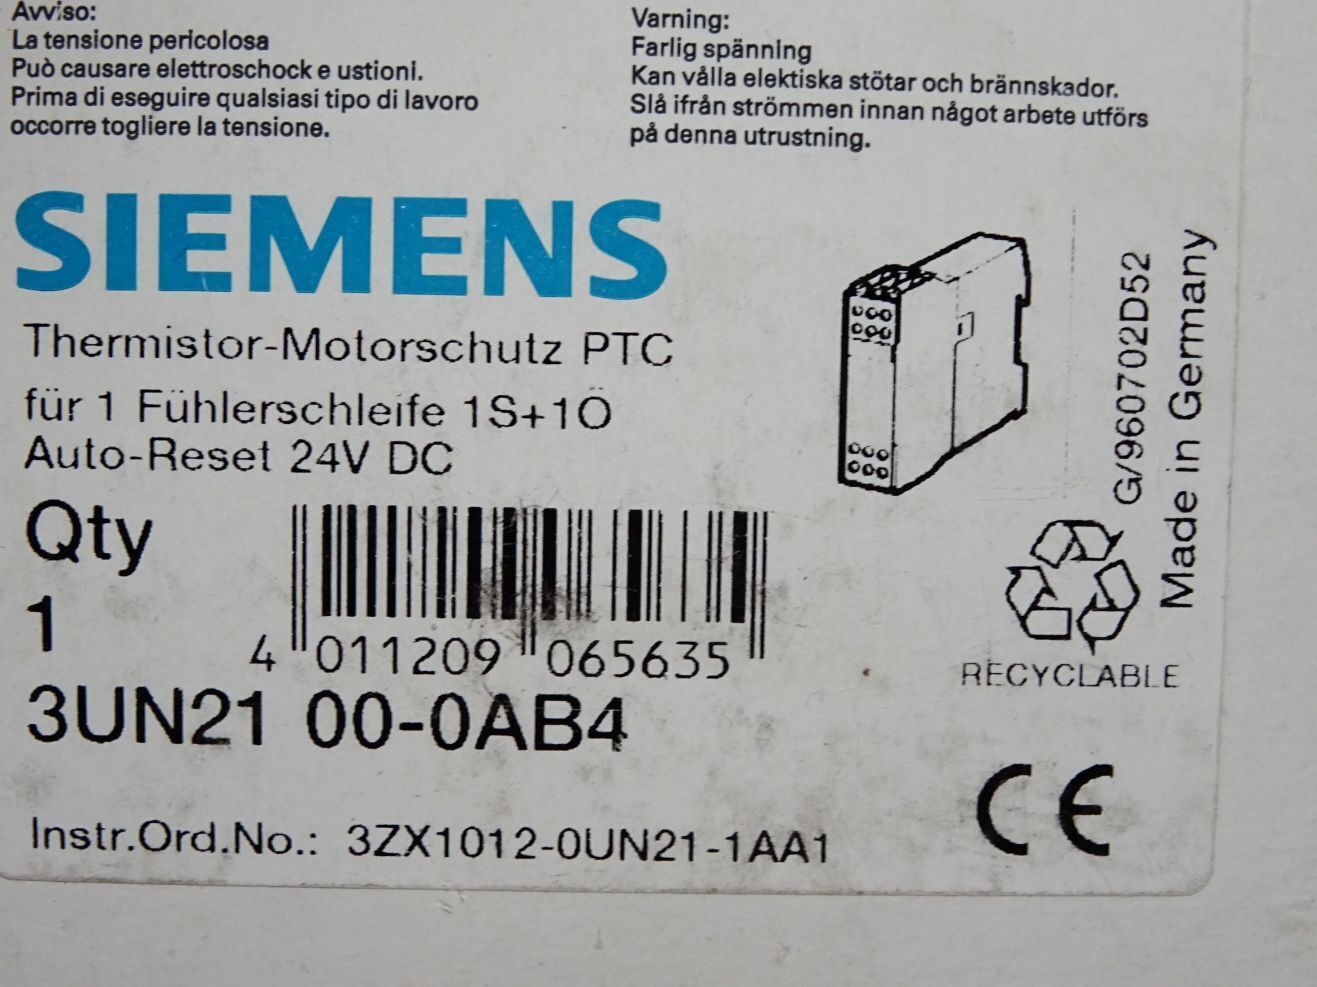 Avviso:
La tensione pericolosa
Può causare elettroschock e ustioni.
Prima di eseguire qualsiasi tipo di lavoro
occorre togliere la tensione.
Varning:
Farlig spänning
Kan vålla elektiska stötar och brännskador.
Slå ifrån strömmen innan något arbete utförs
på denna utrustning.
SIEMENS
Thermistor-Motorschutz PTC
für 1 Fühlerschleife 1S+1Ö
Auto-Reset 24V DC
Qty
1
4 011209 065635
3UN21 00-0AB4
Instr.Ord.No.: 3ZX1012-0UN21-1AA1
G/960702D52
Made in Germany
RECYCLABLE
CE